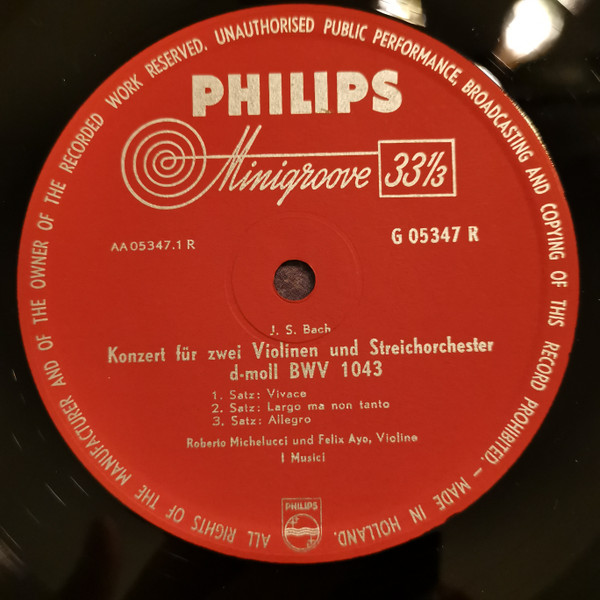 ALL RIGHTS OF THE MANUFACTURER AND OF THE OWNER OF THE RECORDED WORK RESERVED. UNAUTHORISED PUBLIC PERFORMANCE, BROADCASTING AND COPYING OF THIS RECORD PROHIBITED. – MADE IN HOLLAND.
PHILIPS
Minigroove 33⅓
AA 05347.1 R
G 05347 R
J. S. Bach
Konzert für zwei Violinen und Streichorchester
d-moll BWV 1043
1. Satz: Vivace
2. Satz: Largo ma non tanto
3. Satz: Allegro
Roberto Michelucci und Felix Ayo, Violine
I Musici
PHILIPS